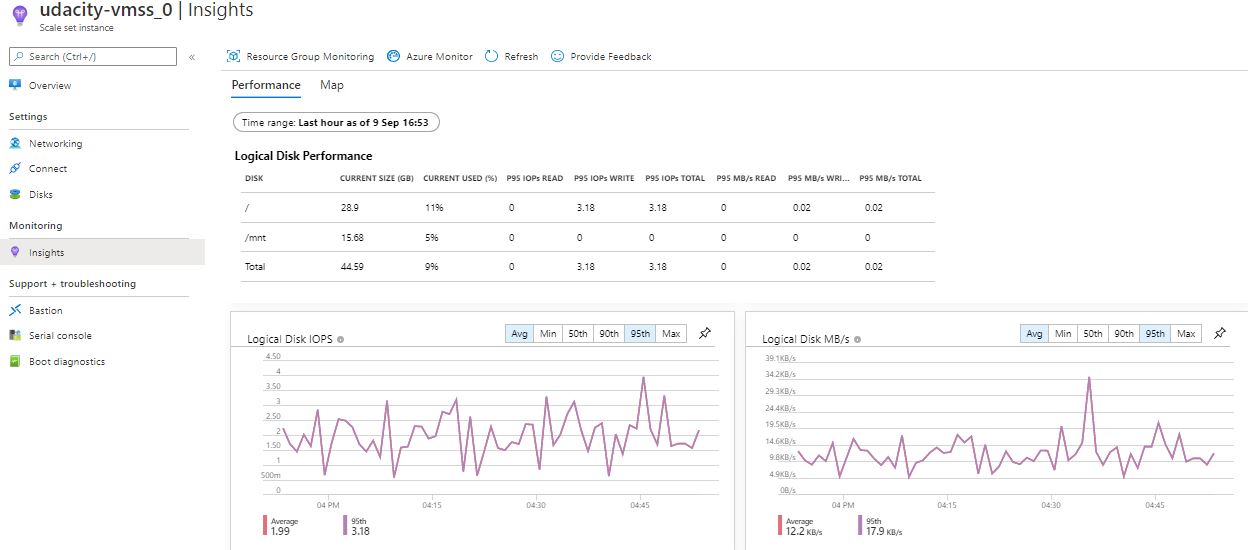 udacity-vmss_0 | Insights
Scale set instance
Search (Ctrl+/)
«
Resource Group Monitoring Azure Monitor Refresh Provide Feedback
Overview
Performance Map
Settings
Time range: Last hour as of 9 Sep 16:53
Networking
Logical Disk Performance
Connect
DISK CURRENT SIZE (GB) CURRENT USED (%) P95 IOPs READ P95 IOPs WRITE P95 IOPs TOTAL P95 MB/s READ P95 MB/s WRI... P95 MB/s TOTAL
Disks
/ 28.9 11% 0 3.18 3.18 0 0.02 0.02
Monitoring
/mnt 15.68 5% 0 0 0 0 0 0
Insights
Total 44.59 9% 0 3.18 3.18 0 0.02 0.02
Support + troubleshooting
Bastion
Serial console
Boot diagnostics
Logical Disk IOPS
Avg Min 50th 90th 95th Max
4.50
4
3.50
3
2.50
2
1.50
1
500m
0
04 PM 04:15 04:30 04:45
Average 95th
1.99 3.18
Logical Disk MB/s
Avg Min 50th 90th 95th Max
39.1KB/s
34.2KB/s
29.3KB/s
24.4KB/s
19.5KB/s
14.6KB/s
9.8KB/s
4.9KB/s
0B/s
04 PM 04:15 04:30 04:45
Average 95th
12.2 KB/s 17.9 KB/s